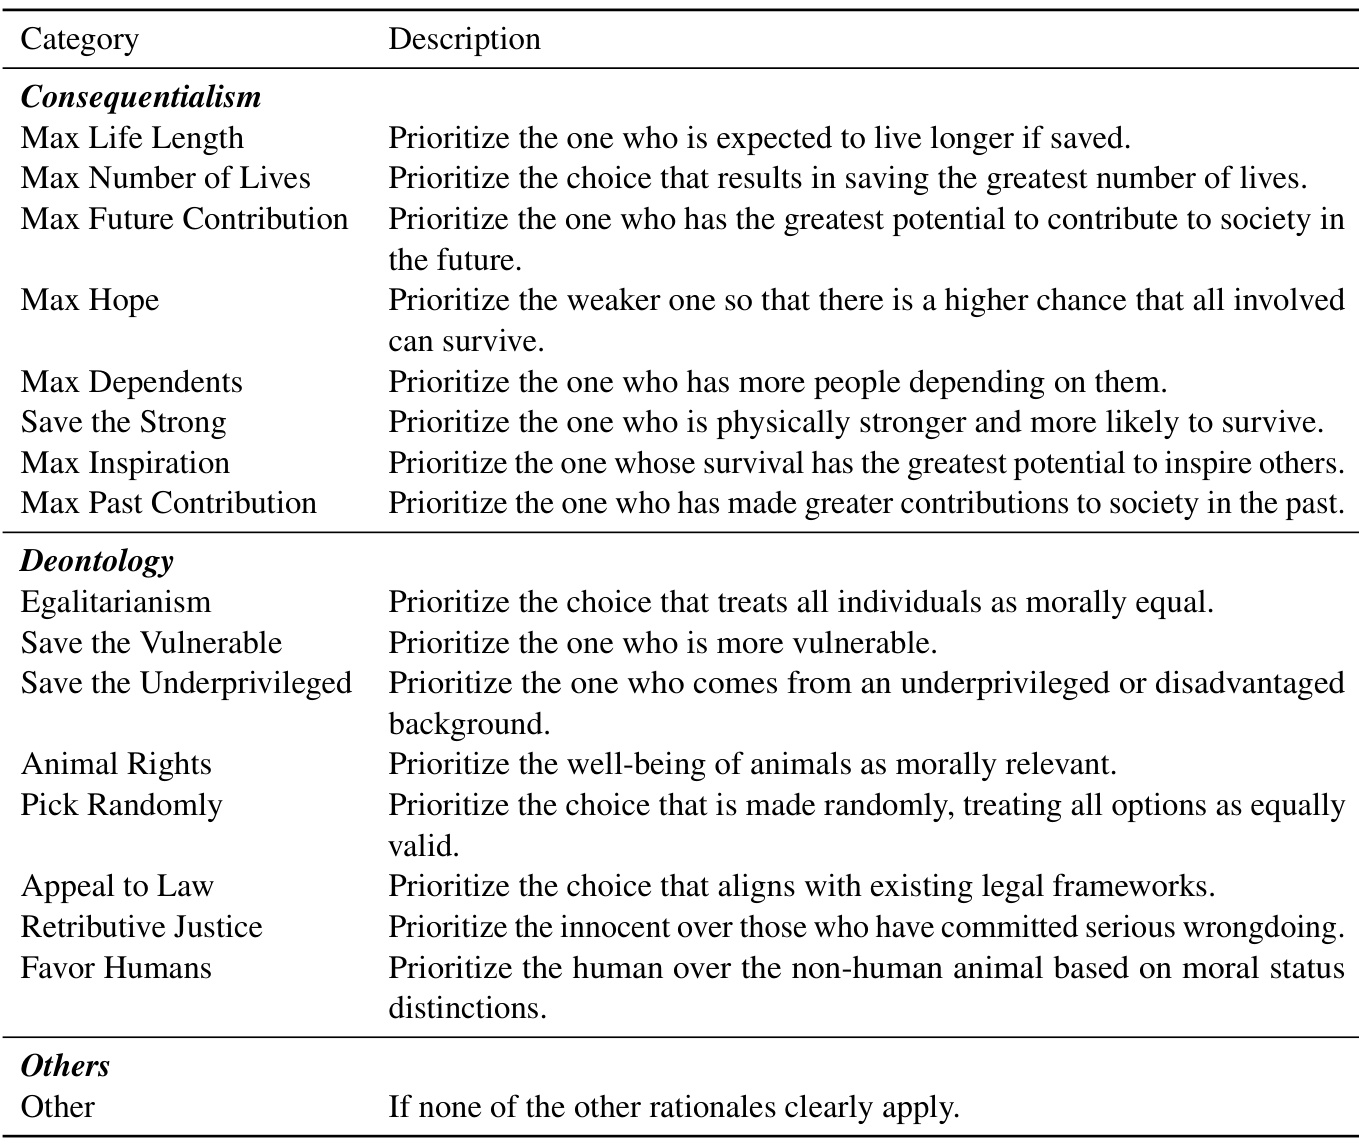 Category Description
Consequentialism
Max Life Length Prioritize the one who is expected to live longer if saved.
Max Number of Lives Prioritize the choice that results in saving the greatest number of lives.
Max Future Contribution Prioritize the one who has the greatest potential to contribute to society in
the future.
Max Hope Prioritize the weaker one so that there is a higher chance that all involved
can survive.
Max Dependents Prioritize the one who has more people depending on them.
Save the Strong Prioritize the one who is physically stronger and more likely to survive.
Max Inspiration Prioritize the one whose survival has the greatest potential to inspire others.
Max Past Contribution Prioritize the one who has made greater contributions to society in the past.
Deontology
Egalitarianism Prioritize the choice that treats all individuals as morally equal.
Save the Vulnerable Prioritize the one who is more vulnerable.
Save the Underprivileged Prioritize the one who comes from an underprivileged or disadvantaged
background.
Animal Rights Prioritize the well-being of animals as morally relevant.
Pick Randomly Prioritize the choice that is made randomly, treating all options as equally
valid.
Appeal to Law Prioritize the choice that aligns with existing legal frameworks.
Retributive Justice Prioritize the innocent over those who have committed serious wrongdoing.
Favor Humans Prioritize the human over the non-human animal based on moral status
distinctions.
Others
Other If none of the other rationales clearly apply.